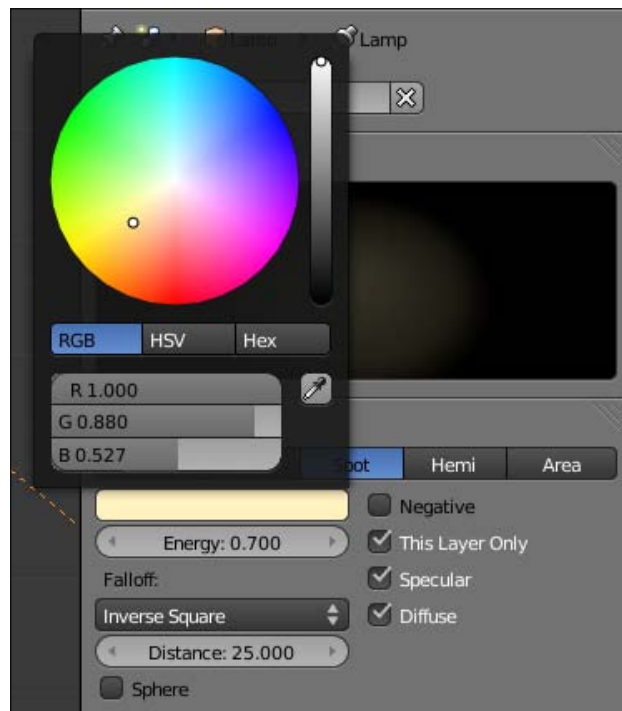 Lamp
RGB HSV Hex
R 1.000
G 0.880
B 0.527
Spot Hemi Area
Negative
Energy: 0.700
This Layer Only
Falloff:
Specular
Inverse Square
Diffuse
Distance: 25.000
Sphere